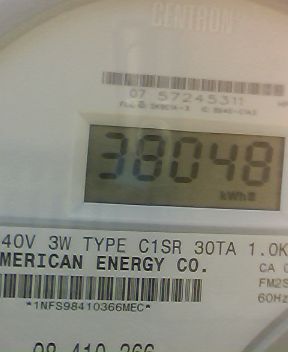 CENTRON
07 57245311
38048
kWh
40V 3W TYPE C1SR 30TA 1.0K
MERICAN ENERGY CO.
CA 0
FM2S
60Hz
*1NFS98410366MEC*
98 410 366